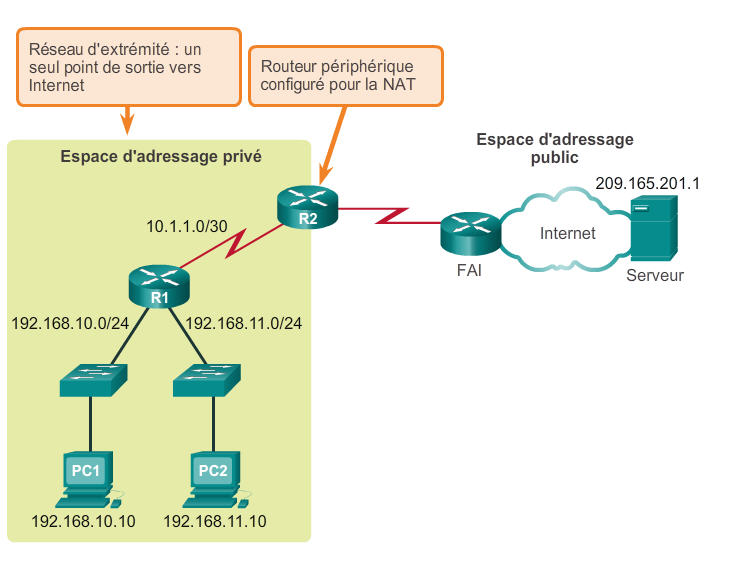 Réseau d'extrémité : un
seul point de sortie vers
Internet
Routeur périphérique
configuré pour la NAT
Espace d'adressage privé
Espace d'adressage
public
209.165.201.1
R2
10.1.1.0/30
Internet
FAI
Serveur
R1
192.168.10.0/24
192.168.11.0/24
PC1
PC2
192.168.10.10
192.168.11.10